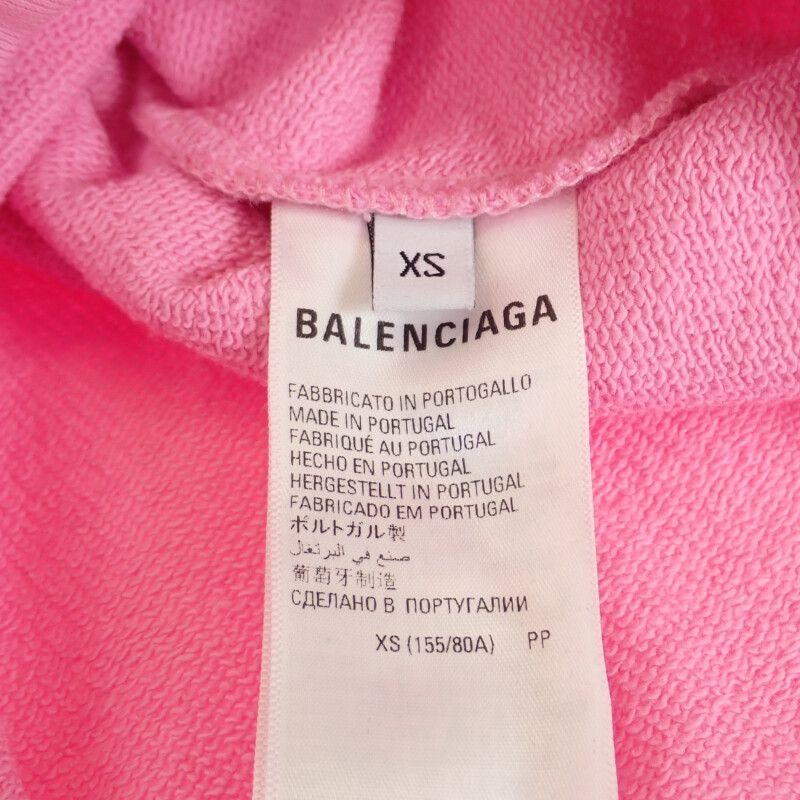 XS
BALENCIAGA
FABBRICATO IN PORTOGALLO
MADE IN PORTUGAL
FABRIQUÉ AU PORTUGAL
HECHO EN PORTUGAL
HERGESTELLT IN PORTUGAL
FABRICADO EM PORTUGAL
ポルトガル製
صنع في البرتغال
葡萄牙制造
СДЕЛАНО В ПОРТУГАЛИИ
XS (155/80A) PP